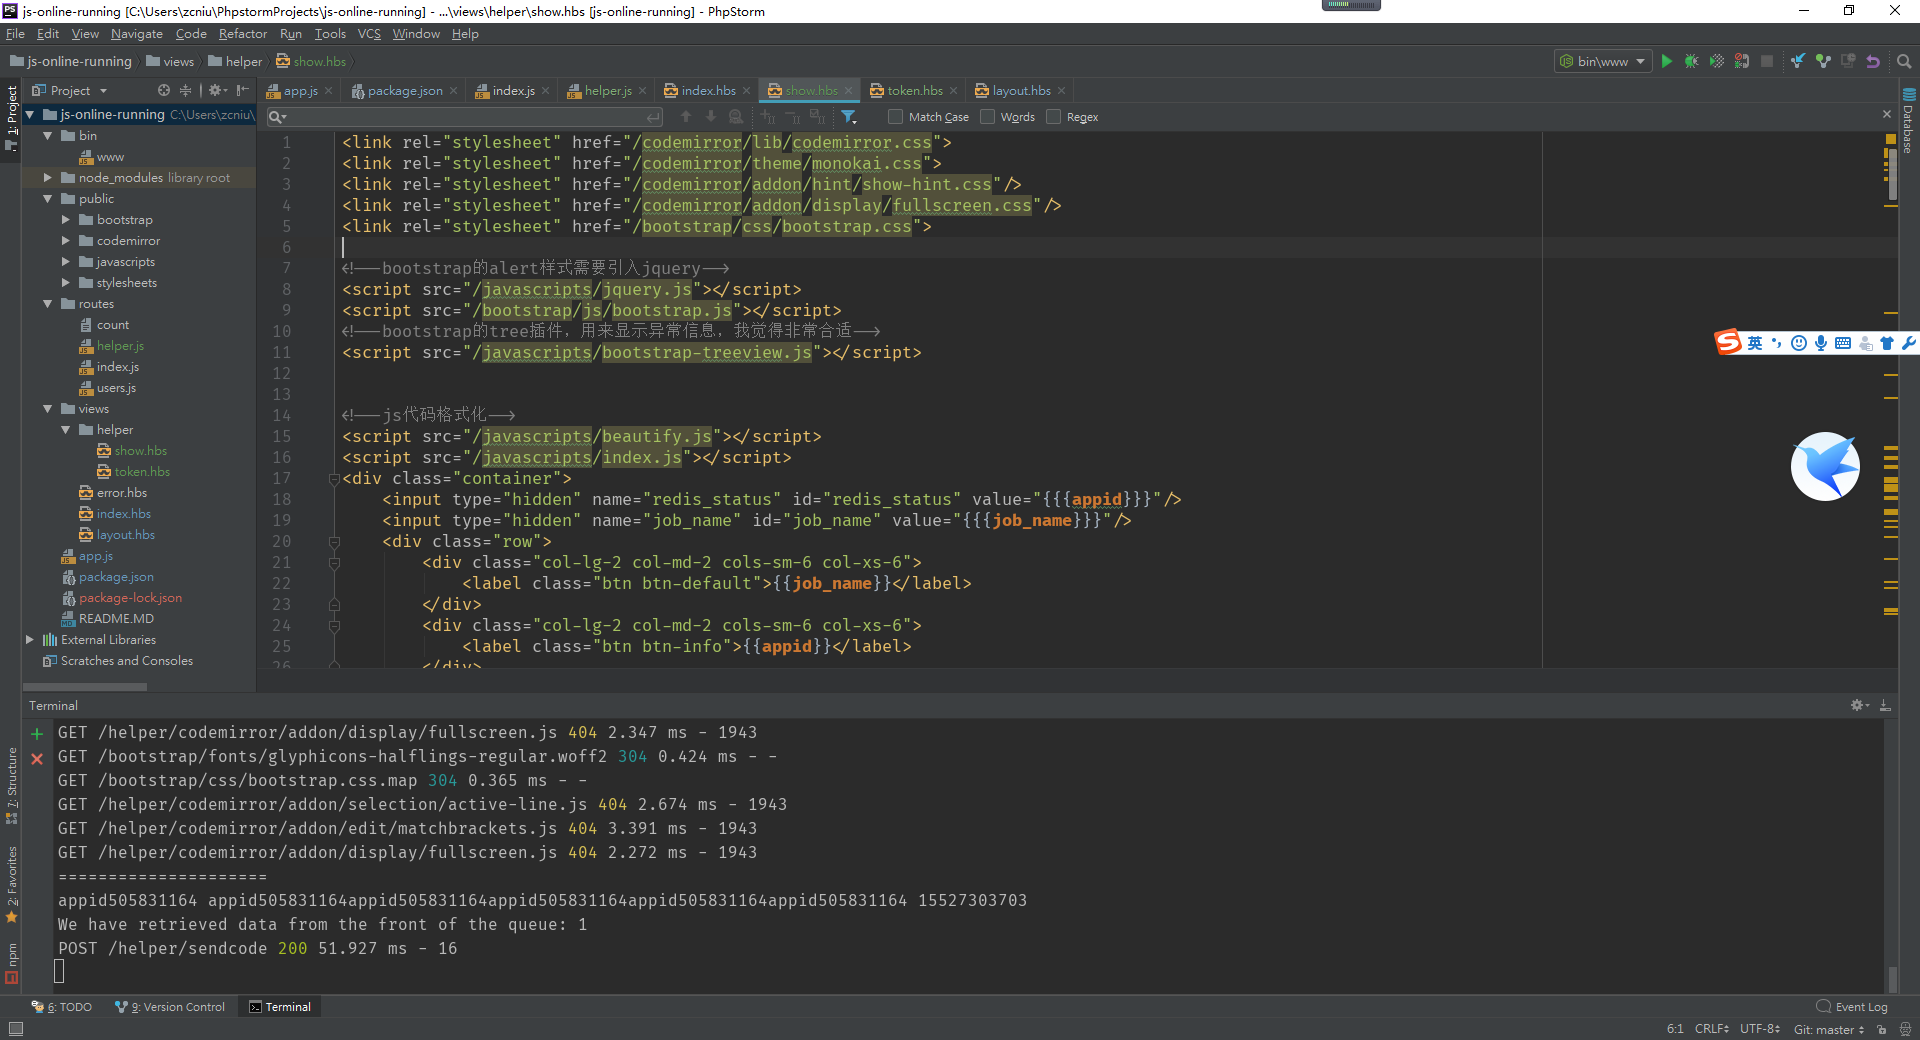 PS js-online-running [C:\Users\zcniu\PhpstormProjects\js-online-running] - ...\views\helper\show.hbs [js-online-running] - PhpStorm
File Edit View Navigate Code Refactor Run Tools VCS Window Help
js-online-running views helper show.hbs bin\www
Project app.js package.json index.js helper.js index.hbs show.hbs token.hbs layout.hbs
Match Case Words Regex
1: Project
js-online-running C:\Users\zcniu\
bin
www
node_modules library root
public
bootstrap
codemirror
javascripts
stylesheets
routes
count
helper.js
index.js
users.js
views
helper
show.hbs
token.hbs
error.hbs
index.hbs
layout.hbs
app.js
package.json
package-lock.json
README.MD
External Libraries
Scratches and Consoles
1 <link rel="stylesheet" href="/codemirror/lib/codemirror.css">
2 <link rel="stylesheet" href="/codemirror/theme/monokai.css">
3 <link rel="stylesheet" href="/codemirror/addon/hint/show-hint.css"/>
4 <link rel="stylesheet" href="/codemirror/addon/display/fullscreen.css"/>
5 <link rel="stylesheet" href="/bootstrap/css/bootstrap.css">
6
7 <!--bootstrap的alert样式需要引入jquery-->
8 <script src="/javascripts/jquery.js"></script>
9 <script src="/bootstrap/js/bootstrap.js"></script>
10 <!--bootstrap的tree插件，用来显示异常信息，我觉得非常合适-->
11 <script src="/javascripts/bootstrap-treeview.js"></script>
12
13
14 <!--js代码格式化-->
15 <script src="/javascripts/beautify.js"></script>
16 <script src="/javascripts/index.js"></script>
17 <div class="container">
18 <input type="hidden" name="redis_status" id="redis_status" value="{{{appid}}}"/>
19 <input type="hidden" name="job_name" id="job_name" value="{{{job_name}}}"/>
20 <div class="row">
21 <div class="col-lg-2 col-md-2 cols-sm-6 col-xs-6">
22 <label class="btn btn-default">{{job_name}}</label>
23 </div>
24 <div class="col-lg-2 col-md-2 cols-sm-6 col-xs-6">
25 <label class="btn btn-info">{{appid}}</label>
26 </div>
Database
S 英
Terminal
GET /helper/codemirror/addon/display/fullscreen.js 404 2.347 ms - 1943
GET /bootstrap/fonts/glyphicons-halflings-regular.woff2 304 0.424 ms - -
GET /bootstrap/css/bootstrap.css.map 304 0.365 ms - -
GET /helper/codemirror/addon/selection/active-line.js 404 2.674 ms - 1943
GET /helper/codemirror/addon/edit/matchbrackets.js 404 3.391 ms - 1943
GET /helper/codemirror/addon/display/fullscreen.js 404 2.272 ms - 1943
=====================
appid505831164 appid505831164appid505831164appid505831164appid505831164appid505831164 15527303703
We have retrieved data from the front of the queue: 1
POST /helper/sendcode 200 51.927 ms - 16
7: Structure
2: Favorites
npm
6: TODO 9: Version Control Terminal Event Log
6:1 CRLF UTF-8 Git: master